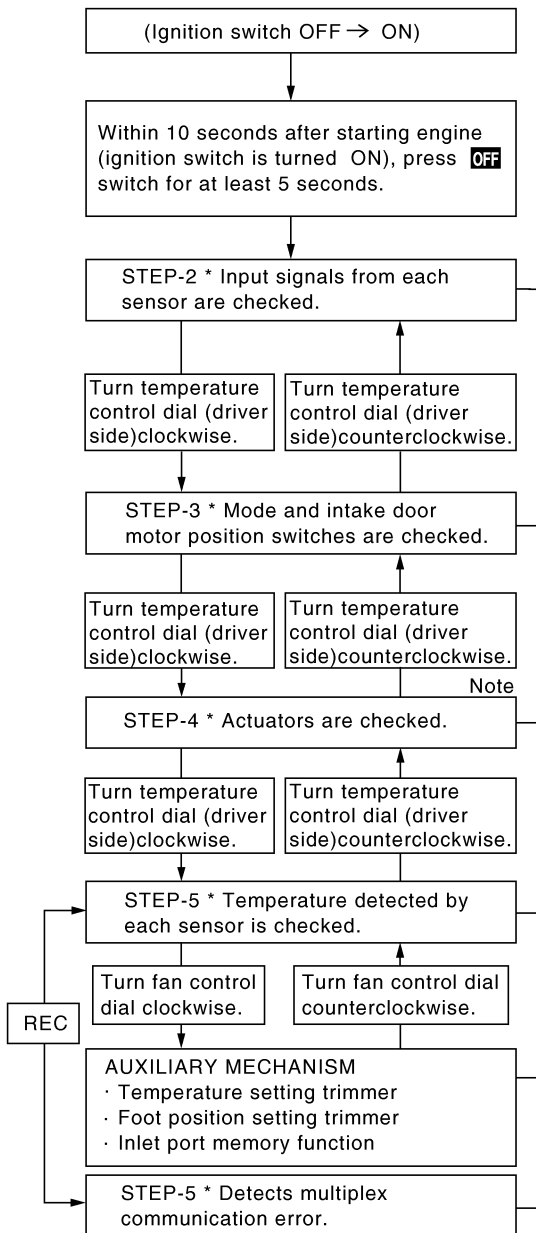 (Ignition switch OFF → ON)
Within 10 seconds after starting engine
(ignition switch is turned ON), press OFF
switch for at least 5 seconds.
STEP-2 * Input signals from each
sensor are checked.
Turn temperature
control dial (driver
side)clockwise.
Turn temperature
control dial (driver
side)counterclockwise.
STEP-3 * Mode and intake door
motor position switches are checked.
Turn temperature
control dial (driver
side)clockwise.
Turn temperature
control dial (driver
side)counterclockwise.
Note
STEP-4 * Actuators are checked.
Turn temperature
control dial (driver
side)clockwise.
Turn temperature
control dial (driver
side)counterclockwise.
STEP-5 * Temperature detected by
each sensor is checked.
Turn fan control
dial clockwise.
Turn fan control dial
counterclockwise.
REC
AUXILIARY MECHANISM
· Temperature setting trimmer
· Foot position setting trimmer
· Inlet port memory function
STEP-5 * Detects multiplex
communication error.